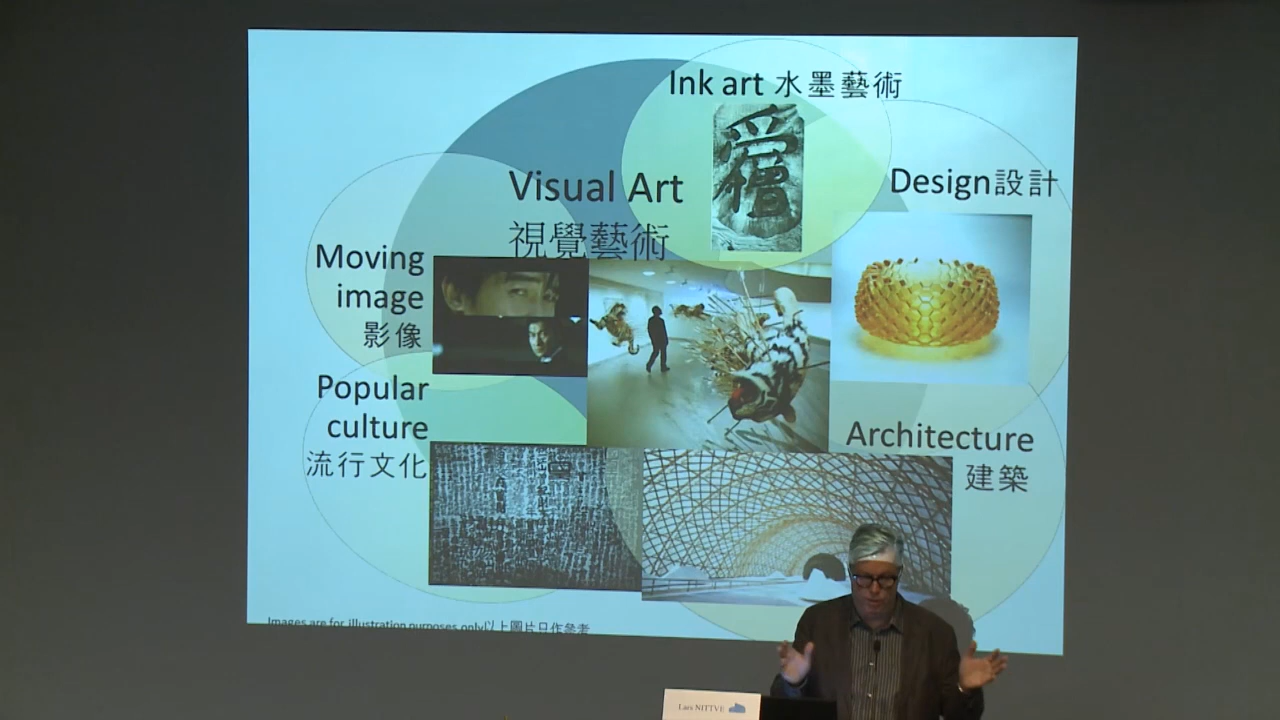 Ink art 水墨藝術
Visual Art
視覺藝術
Design設計
Moving
image
影像
Popular
culture
流行文化
Architecture
建築
Images are for illustration purposes only以上圖片只作參考
Lars NITTVE